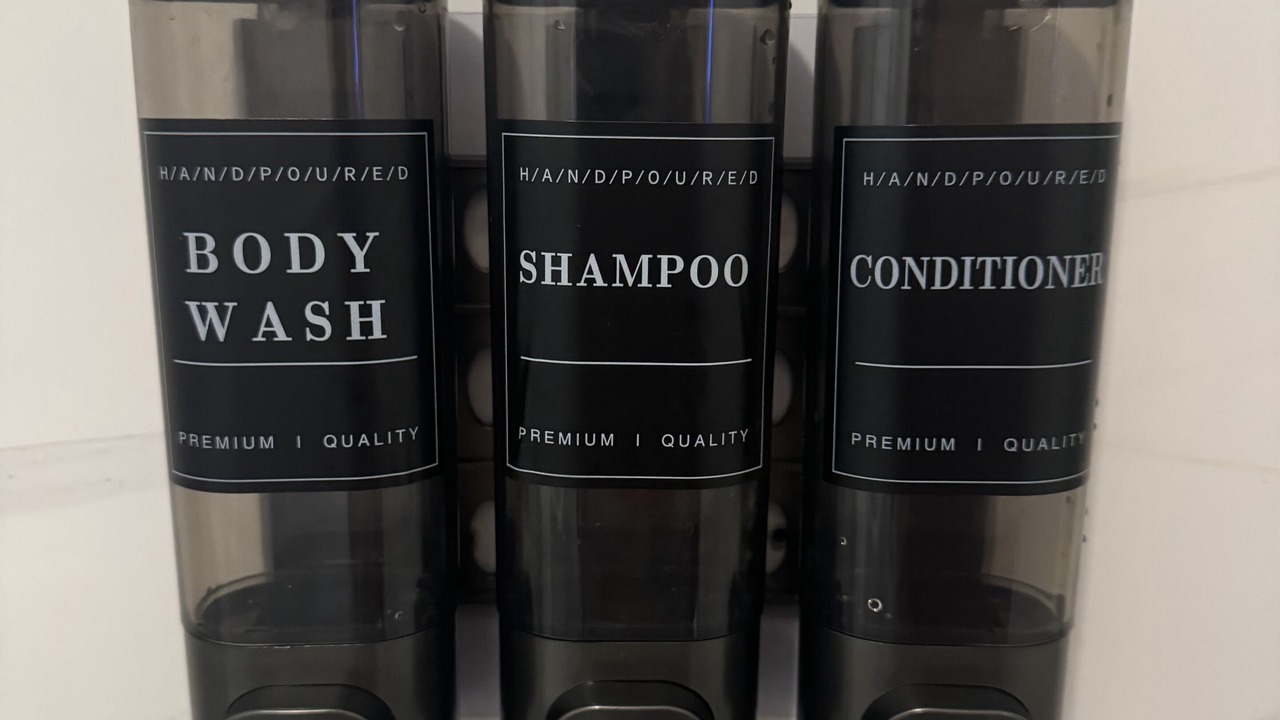 H/A/N/D/P/O/U/R/E/D
BODY
WASH
PREMIUM I QUALITY
H/A/N/D/P/O/U/R/E/D
SHAMPOO
PREMIUM I QUALITY
H/A/N/D/P/O/U/R/E/D
CONDITIONER
PREMIUM I QUALITY